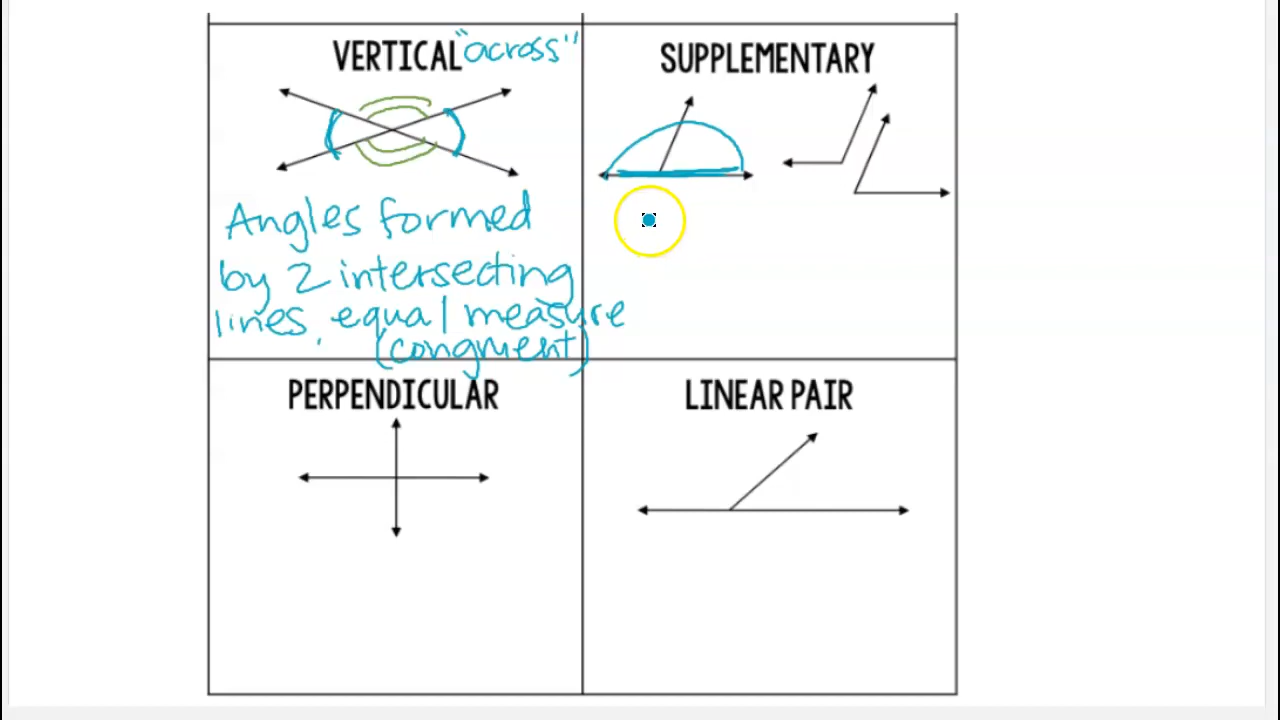 VERTICAL "across"
Angles formed
by 2 intersecting
lines, equal measure
(congruent)
SUPPLEMENTARY
PERPENDICULAR
LINEAR PAIR